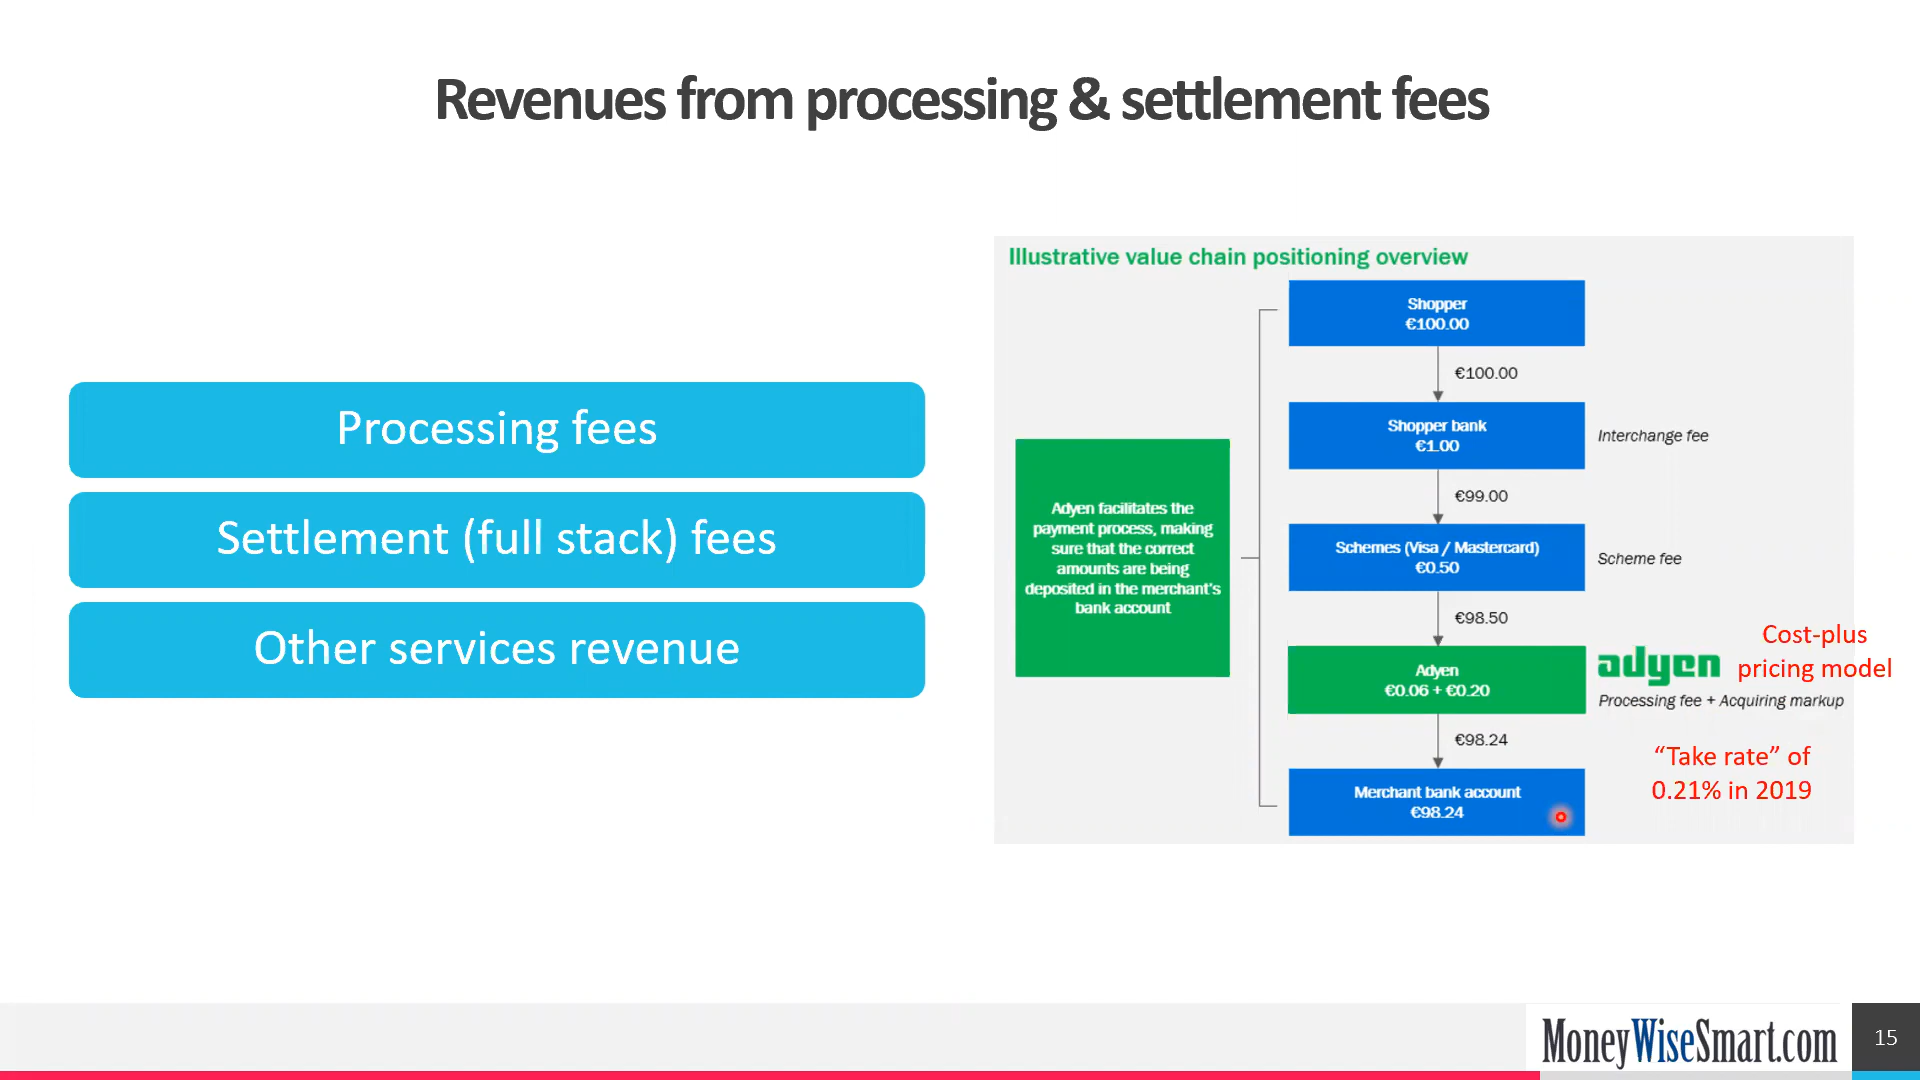 Revenues from processing & settlement fees
Processing fees
Settlement (full stack) fees
Other services revenue
Illustrative value chain positioning overview
Adyen facilitates the
payment process, making
sure that the correct
amounts are being
deposited in the merchant's
bank account
Shopper
€100.00
€100.00
Shopper bank
€1.00
Interchange fee
€99.00
Schemes (Visa / Mastercard)
€0.50
Scheme fee
€98.50
Adyen
€0.06 + €0.20
adyen
Cost-plus
pricing model
Processing fee + Acquiring markup
€98.24
Merchant bank account
€98.24
“Take rate” of
0.21% in 2019
MoneyWiseSmart.com
15